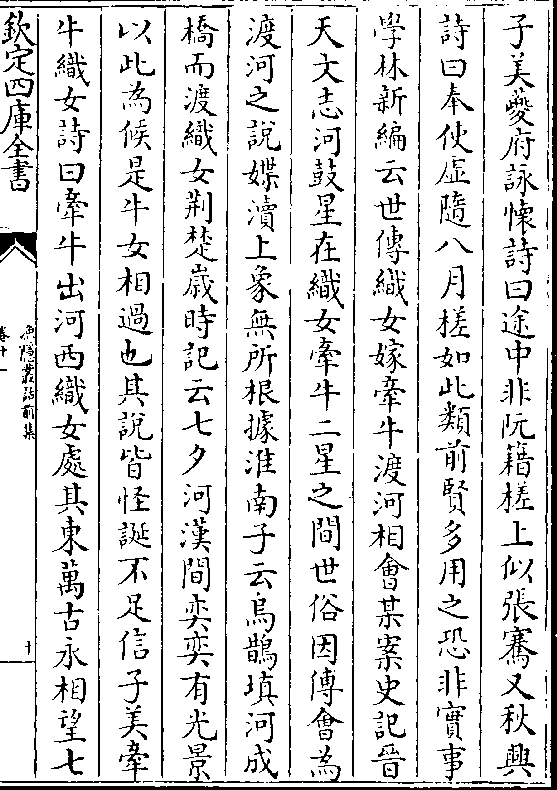 子美夔府詠懷詩曰途中非阮籍槎上似張騫又秋興
詩曰奉使虛隨八月槎如此類前賢多用之恐非實事
學林新編云世傳織女嫁牽牛渡河相會某案史記晉
天文志河鼓星在織女牽牛二星之間世俗因傳會為
渡河之說媟瀆上象無所根據淮南子云烏鵲填河成
橋而渡織女荆楚歲時記云七夕河漢間奕奕有光景
以此為候是牛女相過也其說皆怪誕不足信子美牽
牛織女詩曰牽牛出河西織女處其東萬古永相望七
欽定四庫全書
漁隱叢話前集
卷十一
十